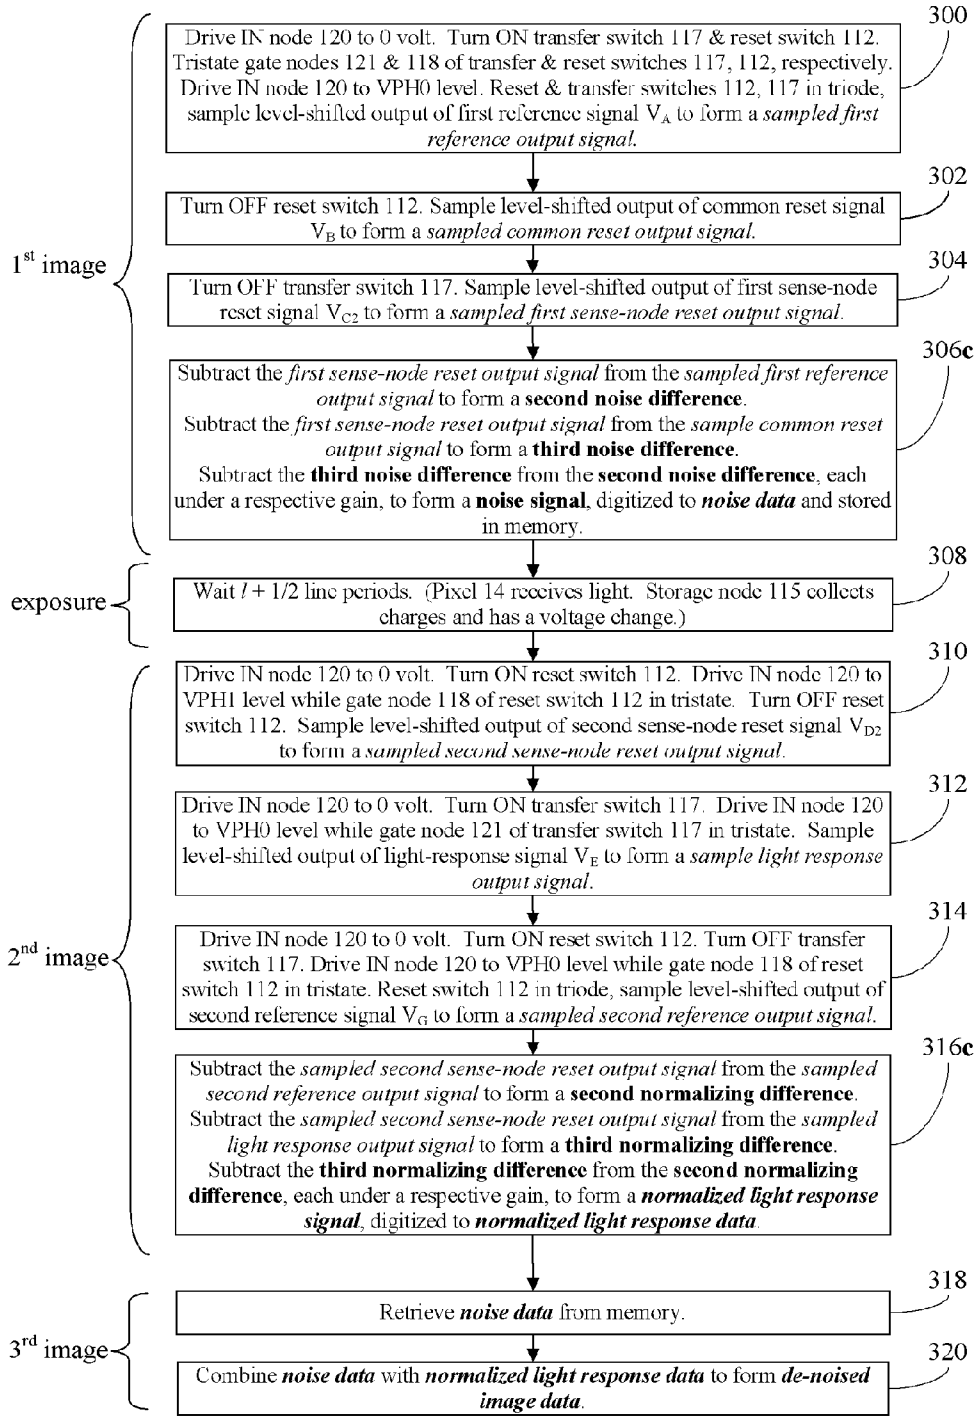 300
Drive IN node 120 to 0 volt. Turn ON transfer switch 117 & reset switch 112.
Tristate gate nodes 121 & 118 of transfer & reset switches 117, 112, respectively.
Drive IN node 120 to VPH0 level. Reset & transfer switches 112, 117 in triode,
sample level-shifted output of first reference signal VA to form a sampled first
reference output signal.
302
Turn OFF reset switch 112. Sample level-shifted output of common reset signal
VB to form a sampled common reset output signal.
1st image
304
Turn OFF transfer switch 117. Sample level-shifted output of first sense-node
reset signal VC2 to form a sampled first sense-node reset output signal.
306c
Subtract the first sense-node reset output signal from the sampled first reference
output signal to form a second noise difference.
Subtract the first sense-node reset output signal from the sample common reset
output signal to form a third noise difference.
Subtract the third noise difference from the second noise difference, each
under a respective gain, to form a noise signal, digitized to noise data and stored
in memory.
308
exposure
Wait l + 1/2 line periods. (Pixel 14 receives light. Storage node 115 collects
charges and has a voltage change.)
310
Drive IN node 120 to 0 volt. Turn ON reset switch 112. Drive IN node 120 to
VPH1 level while gate node 118 of reset switch 112 in tristate. Turn OFF reset
switch 112. Sample level-shifted output of second sense-node reset signal VD2
to form a sampled second sense-node reset output signal.
312
Drive IN node 120 to 0 volt. Turn ON transfer switch 117. Drive IN node 120
to VPH0 level while gate node 121 of transfer switch 117 in tristate. Sample
level-shifted output of light-response signal VE to form a sample light response
output signal.
2nd image
314
Drive IN node 120 to 0 volt. Turn ON reset switch 112. Turn OFF transfer
switch 117. Drive IN node 120 to VPH0 level while gate node 118 of reset
switch 112 in tristate. Reset switch 112 in triode, sample level-shifted output of
second reference signal VG to form a sampled second reference output signal.
316c
Subtract the sampled second sense-node reset output signal from the sampled
second reference output signal to form a second normalizing difference.
Subtract the sampled second sense-node reset output signal from the sampled
light response output signal to form a third normalizing difference.
Subtract the third normalizing difference from the second normalizing
difference, each under a respective gain, to form a normalized light response
signal, digitized to normalized light response data.
318
Retrieve noise data from memory.
3rd image
320
Combine noise data with normalized light response data to form de-noised
image data.